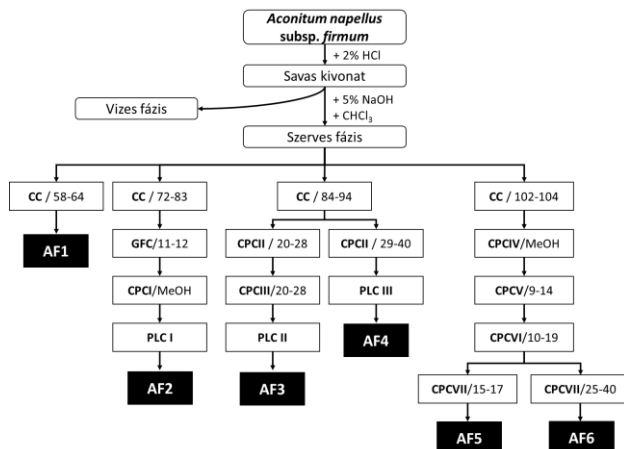 Aconitum napellus
subsp. firmum
+ 2% HCl
Savas kivonat
Vizes fázis
+ 5% NaOH
+ CHCl₃
Szerves fázis
CC / 58-64
CC / 72-83
CC / 84-94
CC / 102-104
AF1
GFC/11-12
CPCII / 20-28
CPCII / 29-40
CPCIV/MeOH
CPCI/MeOH
CPCIII/20-28
PLC III
CPCV/9-14
PLC I
PLC II
AF4
CPCVI/10-19
AF2
AF3
CPCVII/15-17
CPCVII/25-40
AF5
AF6